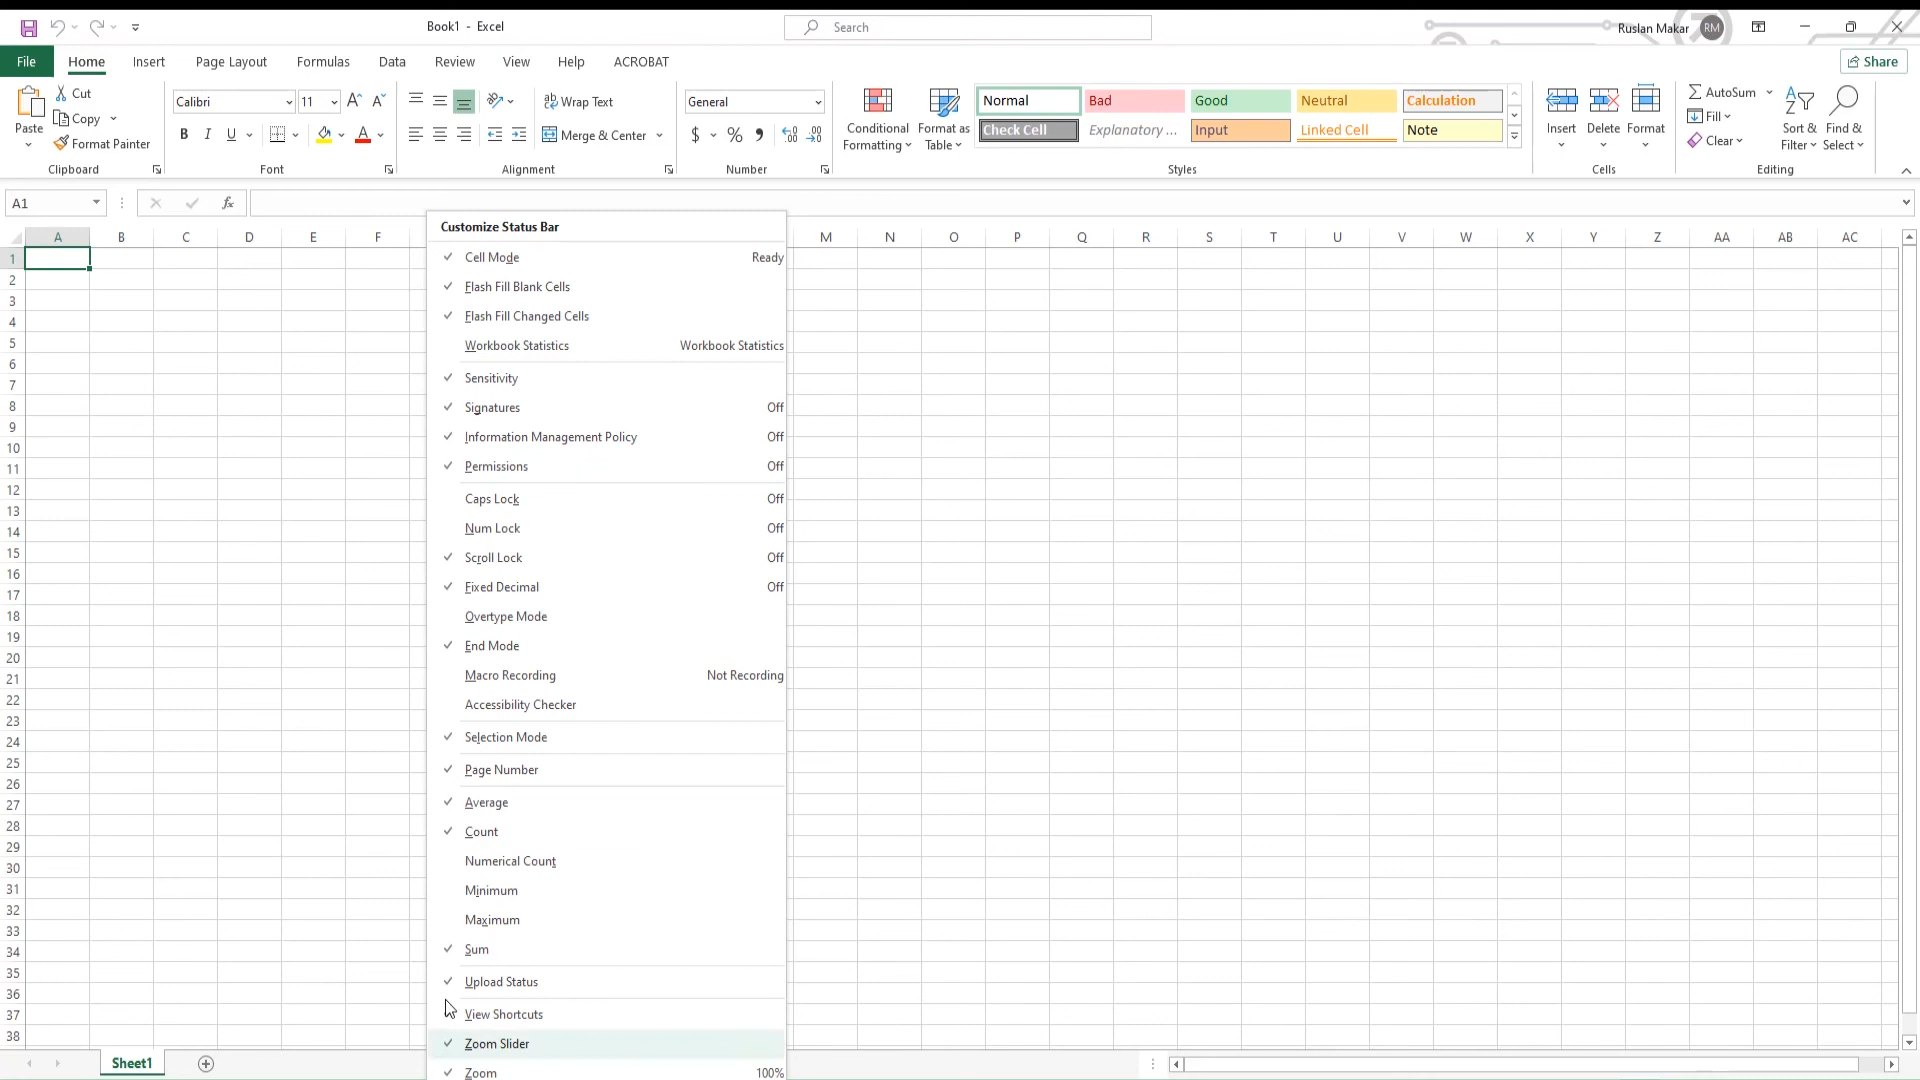 Book1 - Excel
Search
Ruslan Makar RM
File Home Insert Page Layout Formulas Data Review View Help ACROBAT Share
Paste
Cut
Copy
Format Painter
Clipboard
Calibri 11
B I U
Font
Wrap Text
Merge & Center
Alignment
General
$ % ,
Number
Conditional Formatting
Format as Table
Normal Bad Good Neutral Calculation
Check Cell Explanatory ... Input Linked Cell Note
Styles
Insert Delete Format
Cells
AutoSum
Fill
Clear
Sort & Filter
Find & Select
Editing
A1 fx
A B C D E F M N O P Q R S T U V W X Y Z AA AB AC
1
2
3
4
5
6
7
8
9
10
11
12
13
14
15
16
17
18
19
20
21
22
23
24
25
26
27
28
29
30
31
32
33
34
35
36
37
38
Customize Status Bar
Cell Mode Ready
Flash Fill Blank Cells
Flash Fill Changed Cells
Workbook Statistics Workbook Statistics
Sensitivity
Signatures Off
Information Management Policy Off
Permissions Off
Caps Lock Off
Num Lock Off
Scroll Lock Off
Fixed Decimal Off
Overtype Mode
End Mode
Macro Recording Not Recording
Accessibility Checker
Selection Mode
Page Number
Average
Count
Numerical Count
Minimum
Maximum
Sum
Upload Status
View Shortcuts
Zoom Slider
Zoom 100%
Sheet1